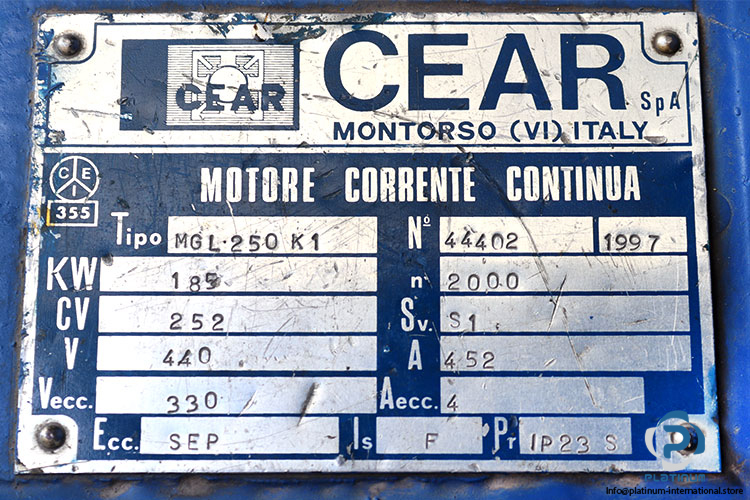 CEAR
CEAR SpA
MONTORSO (VI) ITALY
C E I
355
MOTORE CORRENTE CONTINUA
Tipo MGL 250 K1 Nº 44402 1997
KW 185 n 2000
CV 252 Sv. S1
V 440 A 452
Vecc. 330 Aecc. 4
Ecc. SEP Is F Pr IP23 S
PLATINUM
info@platinum-international.store